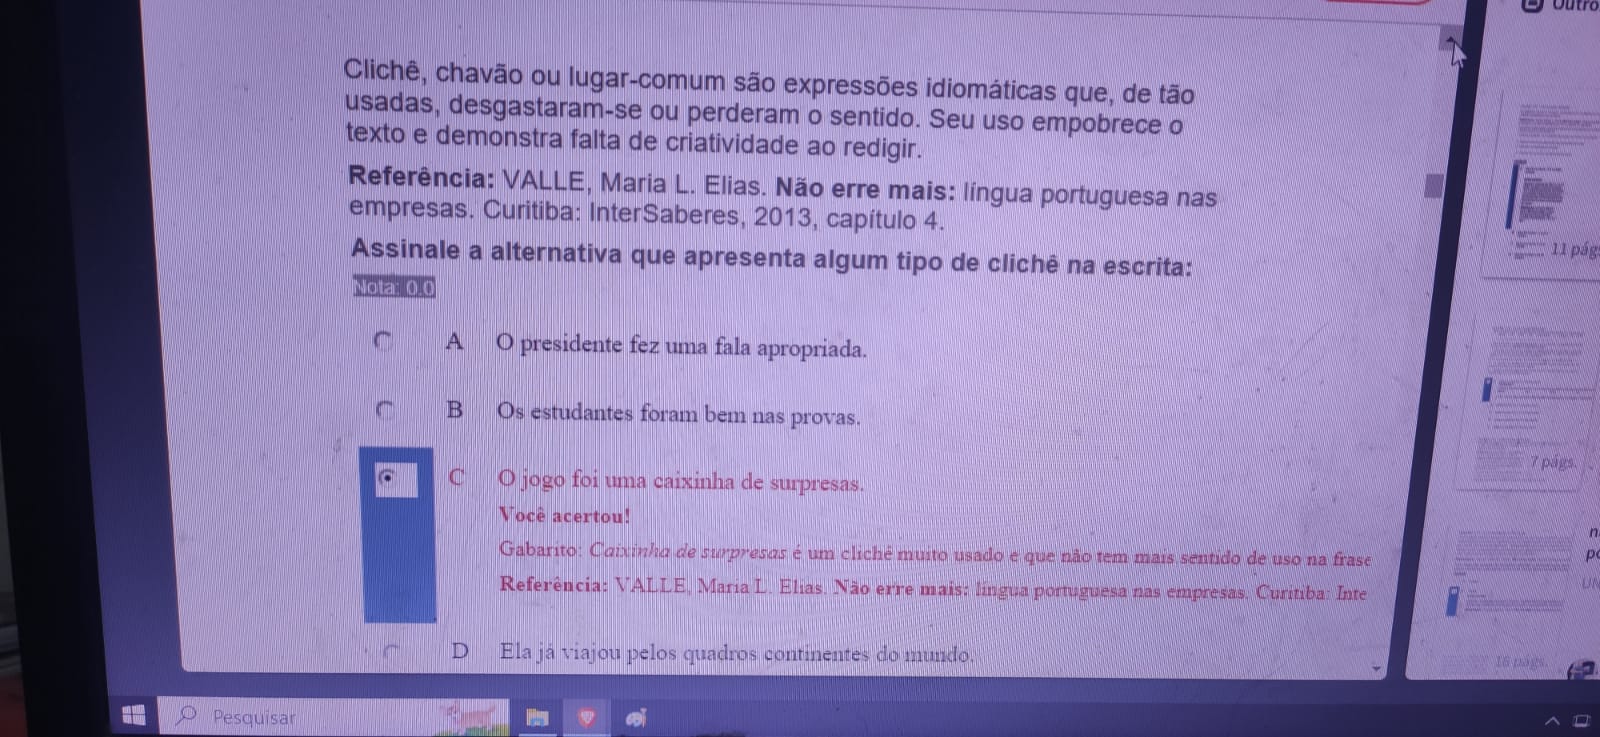 Outro
Clichê, chavão ou lugar-comum são expressões idiomáticas que, de tão
usadas, desgastaram-se ou perderam o sentido. Seu uso empobrece o
texto e demonstra falta de criatividade ao redigir.
Referência: VALLE, Maria L. Elias. Não erre mais: língua portuguesa nas
empresas. Curitiba: InterSaberes, 2013, capítulo 4.
Assinale a alternativa que apresenta algum tipo de clichê na escrita:
Nota: 0.0
A O presidente fez uma fala apropriada.
B Os estudantes foram bem nas provas.
C O jogo foi uma caixinha de surpresas.
Você acertou!
Gabarito: Caixinha de surpresas é um clichê muito usado e que não tem mais sentido de uso na frase
Referência: VALLE, Maria L. Elias. Não erre mais: língua portuguesa nas empresas. Curitiba: Inte
D Ela já viajou pelos quadros continentes do mundo.
11 pág
7 págs.
16 págs.
Pesquisar